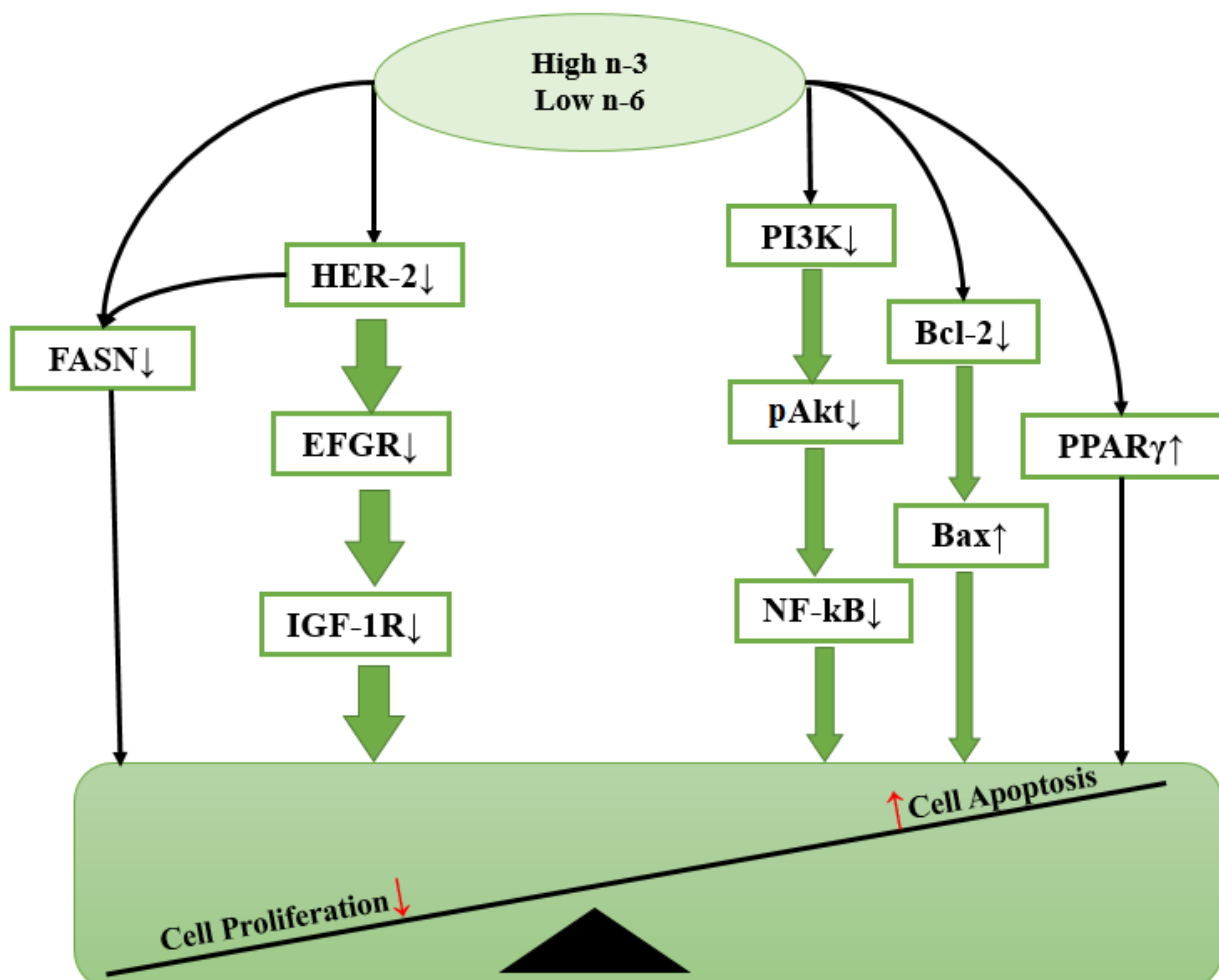 High n-3
Low n-6
HER-2↓
FASN↓
EFGR↓
IGF-1R↓
PI3K↓
pAkt↓
NF-kB↓
Bcl-2↓
Bax↑
PPARγ↑
Cell Proliferation↓
↑Cell Apoptosis